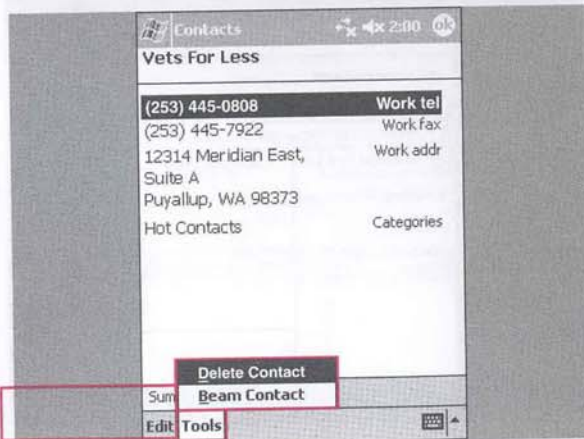 Contacts 2:00 ok
Vets For Less
(253) 445-0808 Work tel
(253) 445-7922 Work fax
12314 Meridian East, Work addr
Suite A
Puyallup, WA 98373
Hot Contacts Categories
Delete Contact
Sum Beam Contact
Edit Tools